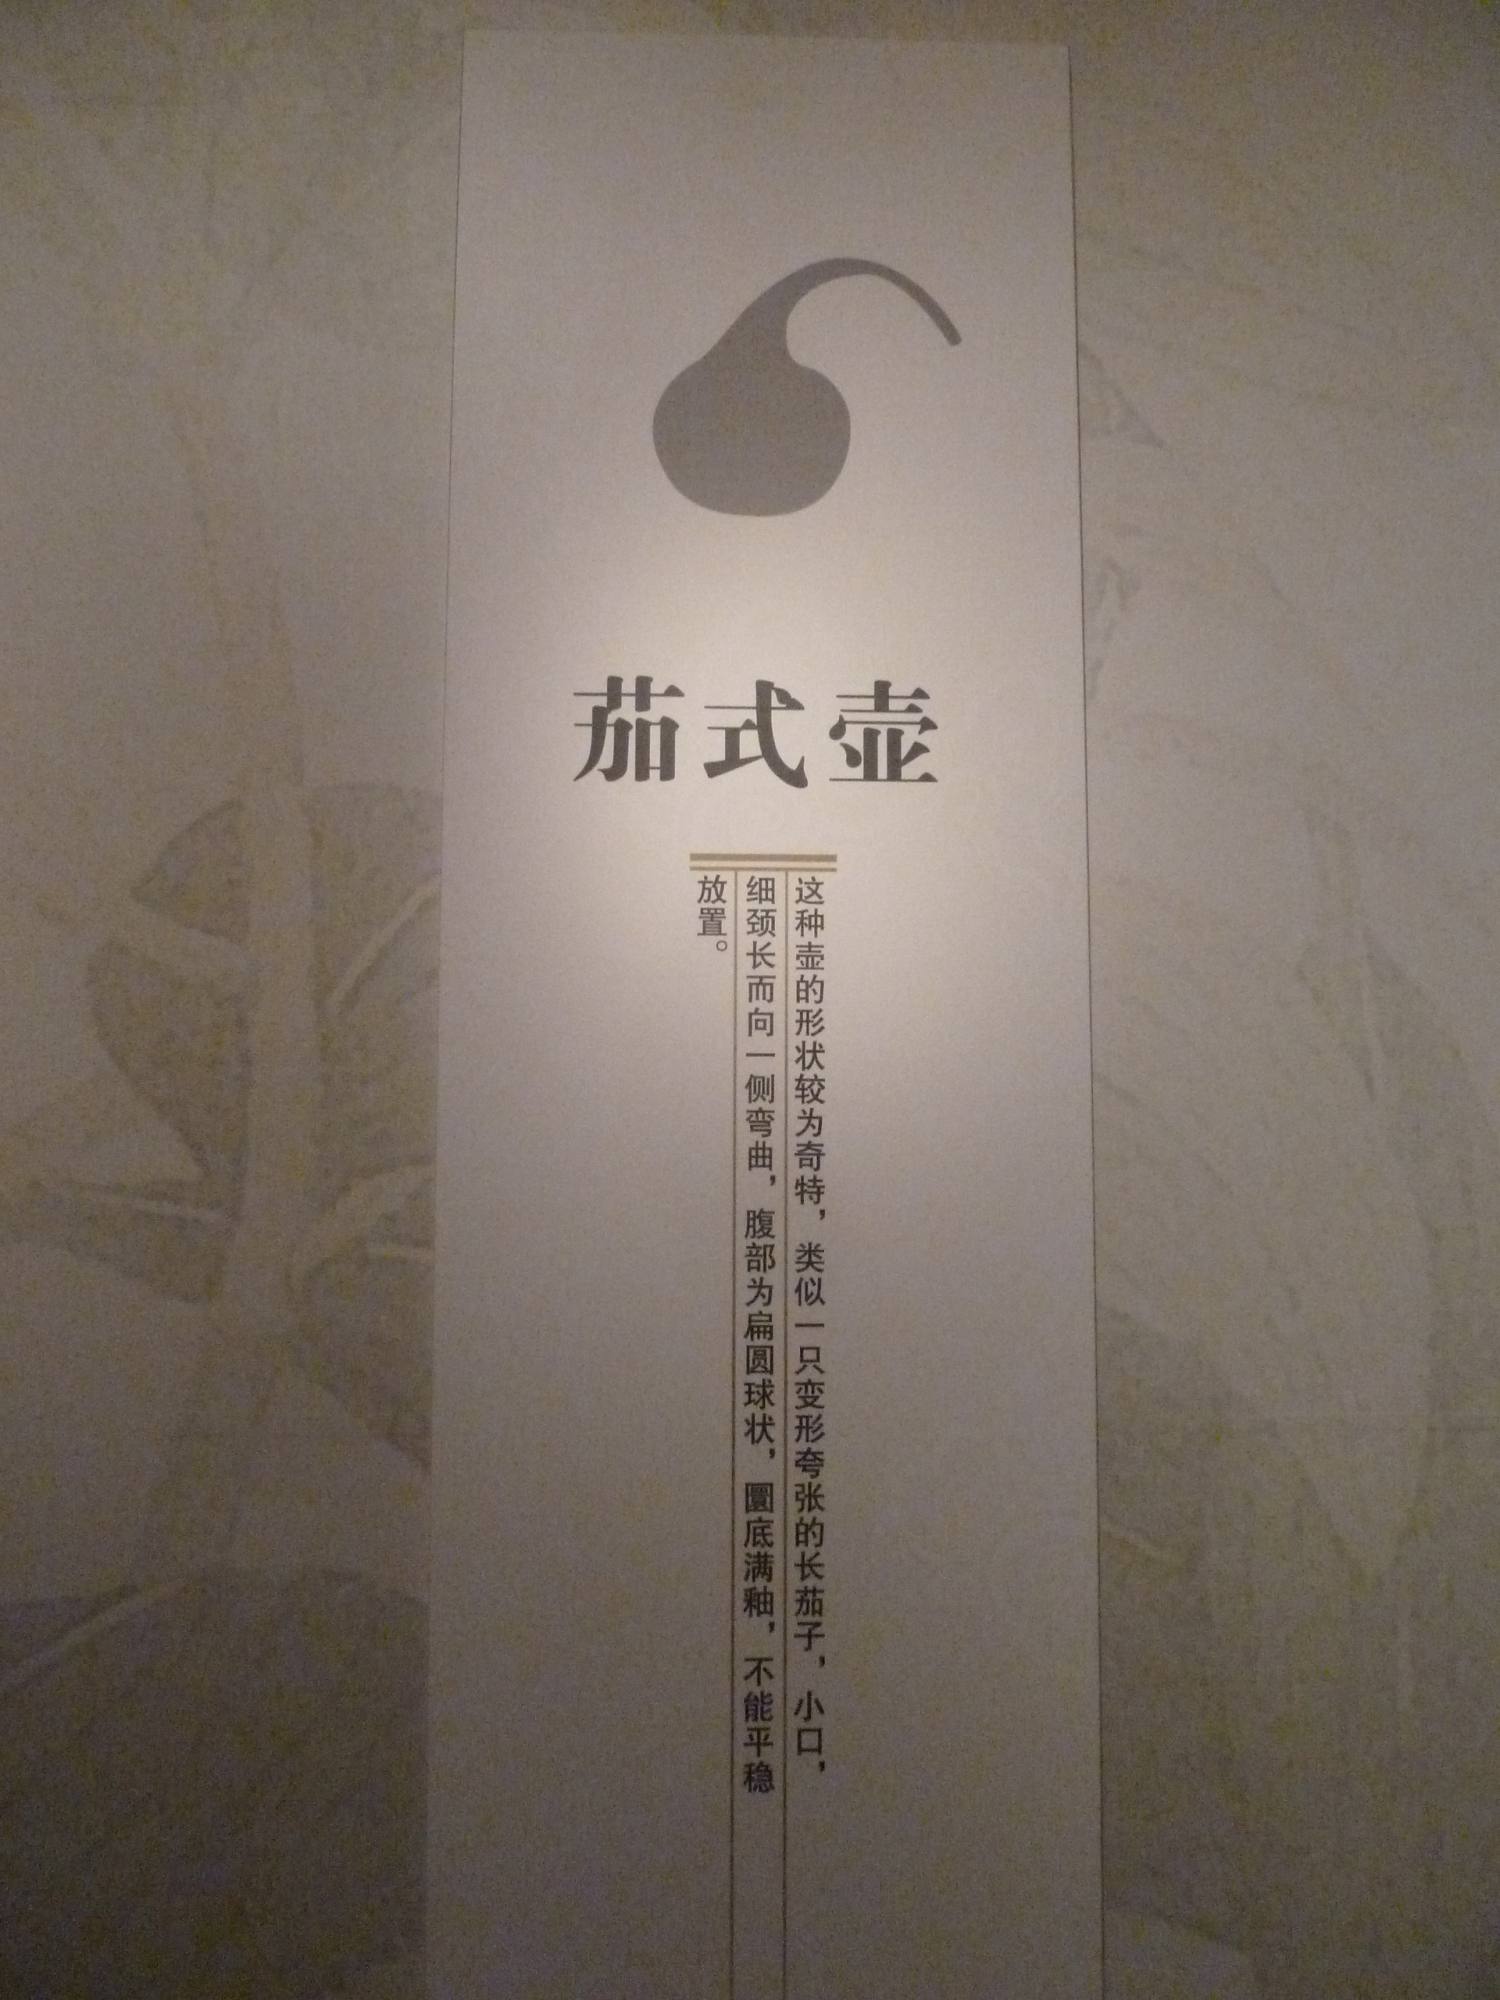 茄式壶
这种壶的形状较为奇特，类似一只变形夸张的长茄子，小口，
细颈长而向一侧弯曲，腹部为扁圆球状，圜底满釉，不能平稳
放置。